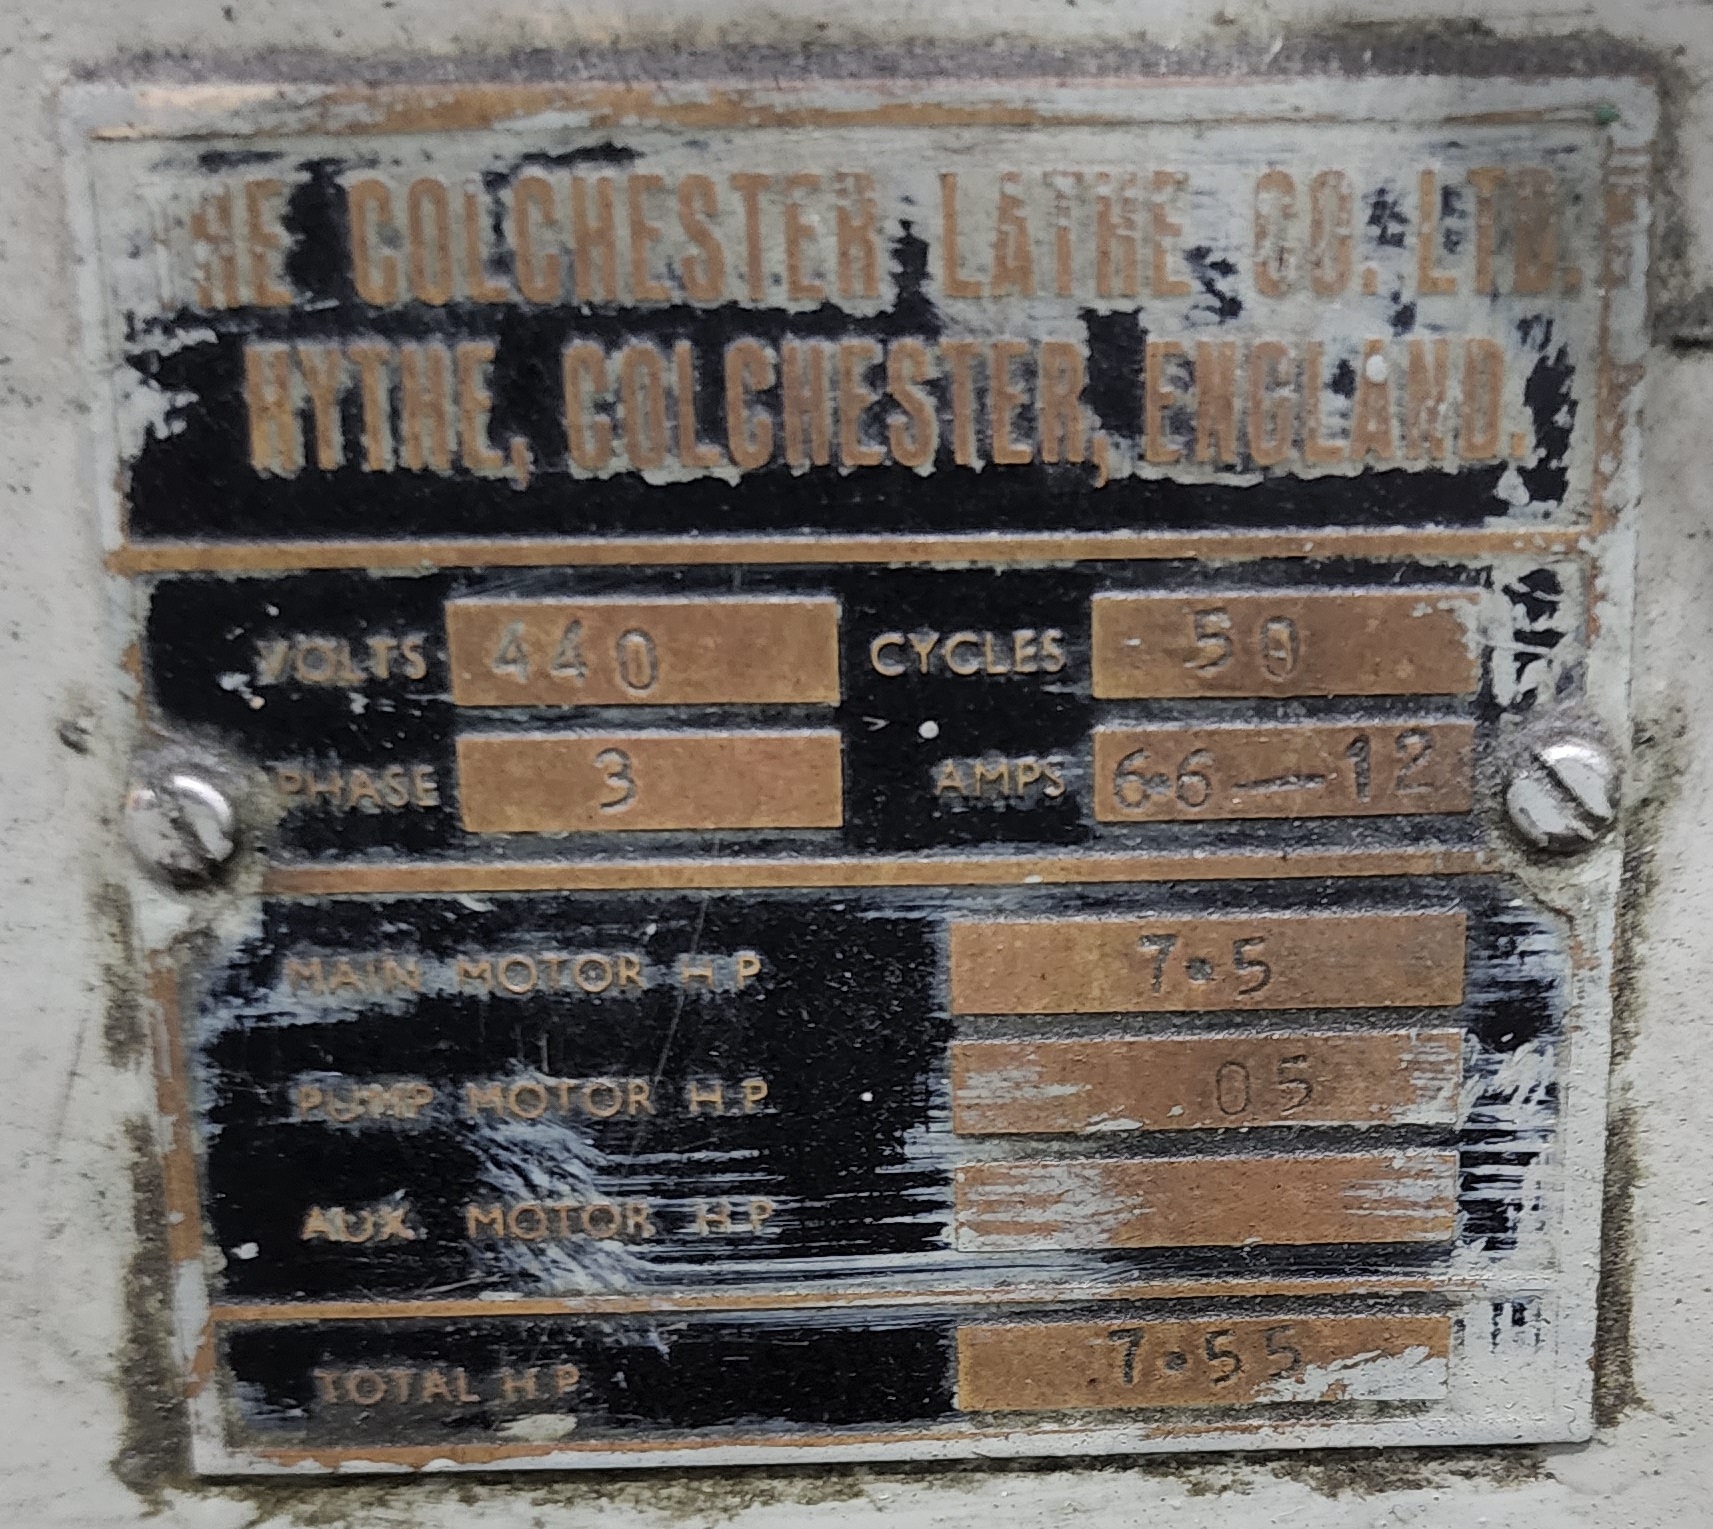 THE COLCHESTER LATHE CO. LTD.
HYTHE, COLCHESTER, ENGLAND.
VOLTS 440 CYCLES 50
PHASE 3 AMPS 6·6—12
MAIN MOTOR H.P 7·5
PUMP MOTOR H.P 05
AUX. MOTOR H.P
TOTAL H.P 7·55